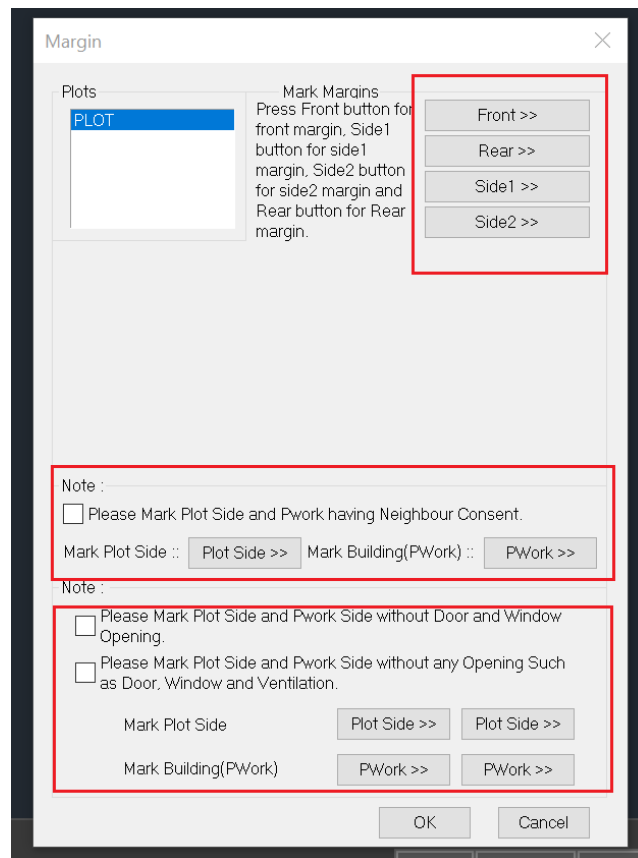 Margin
Plots
PLOT
Mark Margins
Press Front button for
front margin, Side1
button for side1
margin, Side2 button
for side2 margin and
Rear button for Rear
margin.
Front >>
Rear >>
Side1 >>
Side2 >>
Note :
Please Mark Plot Side and Pwork having Neighbour Consent.
Mark Plot Side :: Plot Side >> Mark Building(PWork) :: PWork >>
Note :
Please Mark Plot Side and Pwork Side without Door and Window
Opening.
Please Mark Plot Side and Pwork Side without any Opening Such
as Door, Window and Ventilation.
Mark Plot Side Plot Side >> Plot Side >>
Mark Building(PWork) PWork >> PWork >>
OK Cancel